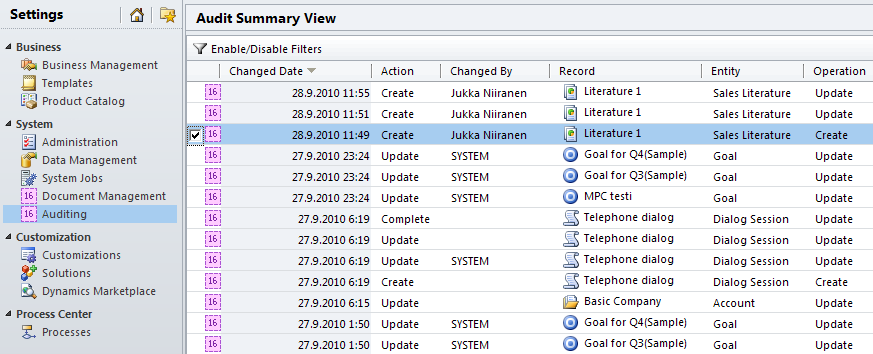 Settings
Business
Business Management
Templates
Product Catalog
System
Administration
Data Management
System Jobs
16 Document Management
16 Auditing
Customization
Customizations
Solutions
Dynamics Marketplace
Process Center
Processes
Audit Summary View
Enable/Disable Filters
Changed Date Action Changed By Record Entity Operation
16 28.9.2010 11:55 Create Jukka Niiranen Literature 1 Sales Literature Update
16 28.9.2010 11:51 Create Jukka Niiranen Literature 1 Sales Literature Update
16 28.9.2010 11:49 Create Jukka Niiranen Literature 1 Sales Literature Create
16 27.9.2010 23:24 Update SYSTEM Goal for Q4(Sample) Goal Update
16 27.9.2010 23:24 Update SYSTEM Goal for Q3(Sample) Goal Update
16 27.9.2010 23:24 Update SYSTEM MPC testi Goal Update
16 27.9.2010 6:19 Complete Telephone dialog Dialog Session Update
16 27.9.2010 6:19 Update Telephone dialog Dialog Session Update
16 27.9.2010 6:19 Update SYSTEM Telephone dialog Dialog Session Update
16 27.9.2010 6:19 Create Telephone dialog Dialog Session Create
16 27.9.2010 6:15 Update Basic Company Account Update
16 27.9.2010 1:50 Update SYSTEM Goal for Q4(Sample) Goal Update
16 27.9.2010 1:50 Update SYSTEM Goal for Q3(Sample) Goal Update